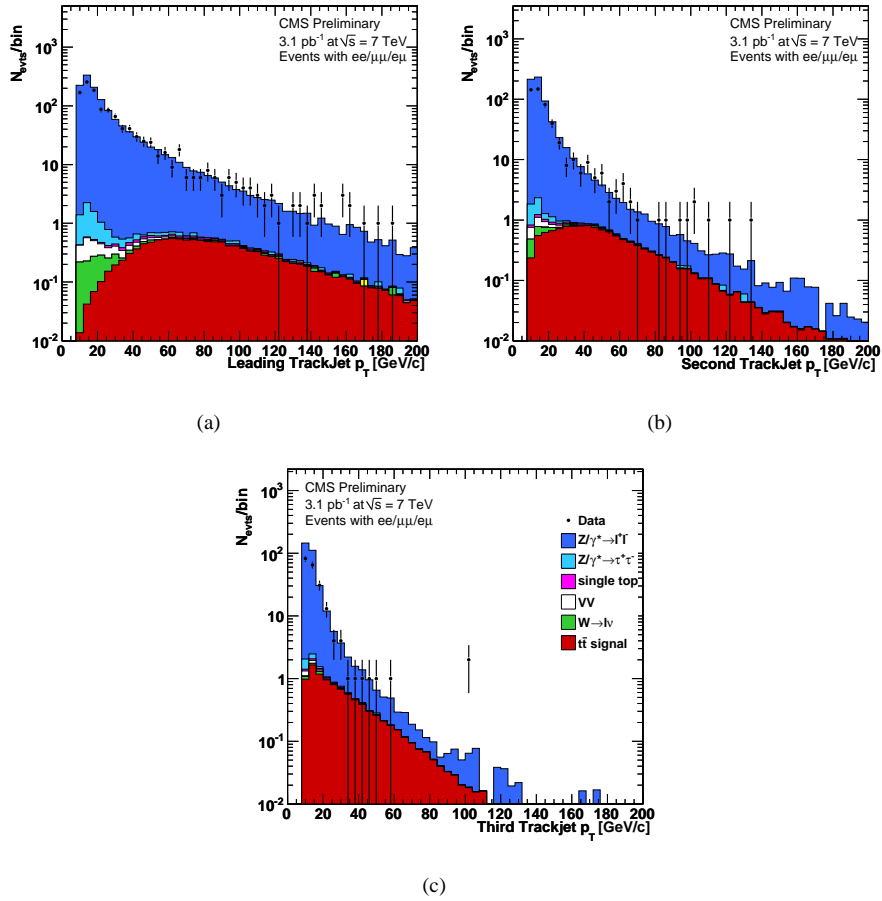 CMS Preliminary
3.1 pb⁻¹ at √s = 7 TeV
Events with ee/μμ/eμ
N_evts/bin
10³
10²
10
1
10⁻¹
10⁻²
0 20 40 60 80 100 120 140 160 180 200
Leading TrackJet p_T [GeV/c]
(a)
CMS Preliminary
3.1 pb⁻¹ at √s = 7 TeV
Events with ee/μμ/eμ
N_evts/bin
10³
10²
10
1
10⁻¹
10⁻²
0 20 40 60 80 100 120 140 160 180 200
Second TrackJet p_T [GeV/c]
(b)
CMS Preliminary
3.1 pb⁻¹ at √s = 7 TeV
Events with ee/μμ/eμ
N_evts/bin
10³
10²
10
1
10⁻¹
10⁻²
Data
Z/γ*→l⁺l⁻
Z/γ*→τ⁺τ⁻
single top
VV
W→lν
tt̄ signal
0 20 40 60 80 100 120 140 160 180 200
Third Trackjet p_T [GeV/c]
(c)